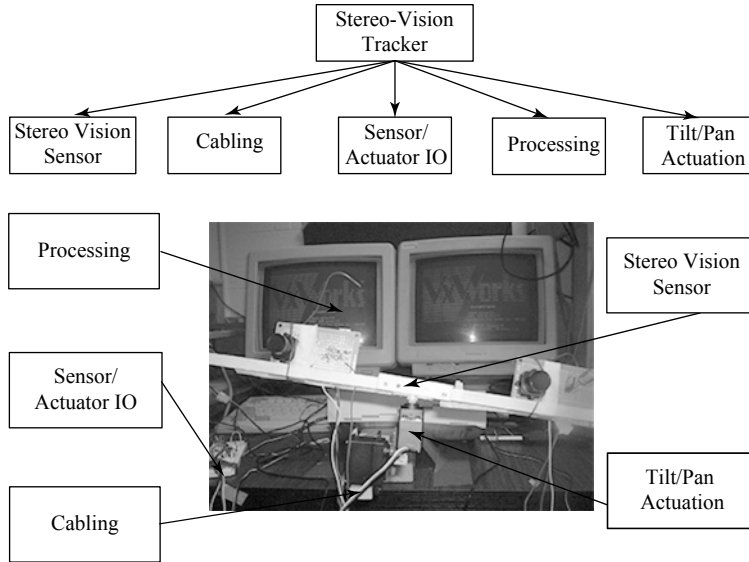 Stereo-Vision
Tracker
Stereo Vision
Sensor
Cabling
Sensor/
Actuator IO
Processing
Tilt/Pan
Actuation
Processing
Stereo Vision
Sensor
Sensor/
Actuator IO
Cabling
Tilt/Pan
Actuation
VxWorks
VxWorks